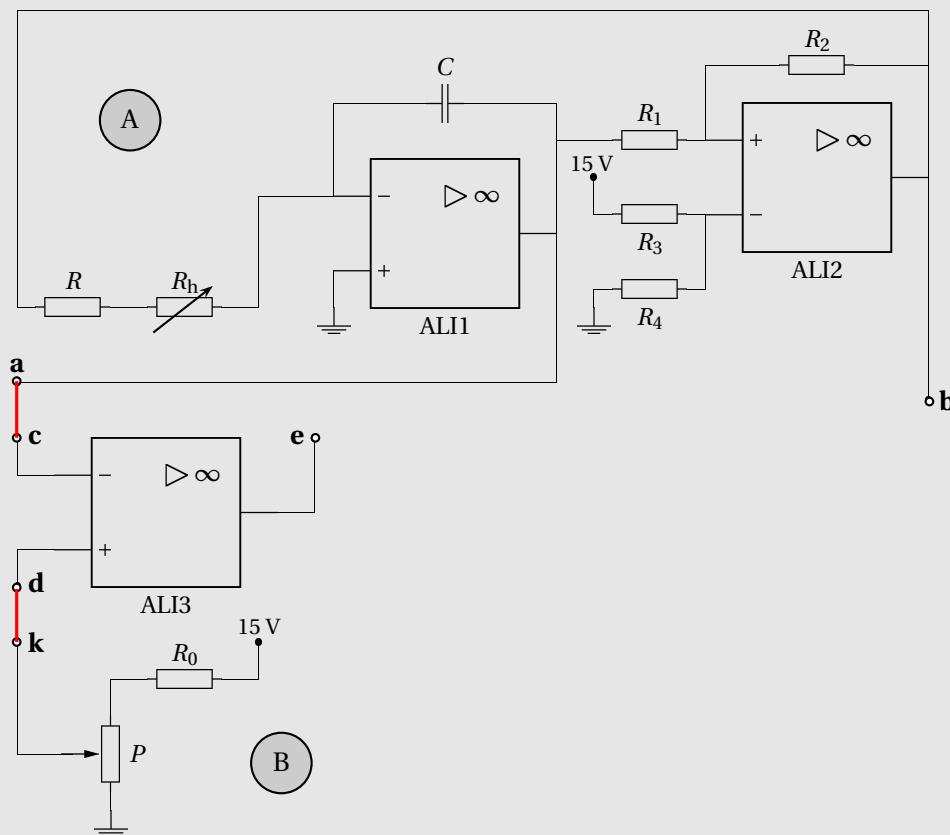 R2
C
A
R1
▷ ∞
+
15 V
▷ ∞
−
−
R3
ALI2
R
Rh
+
R4
ALI1
a
b
c
e
▷ ∞
−
+
d
ALI3
15 V
k
R0
P
B